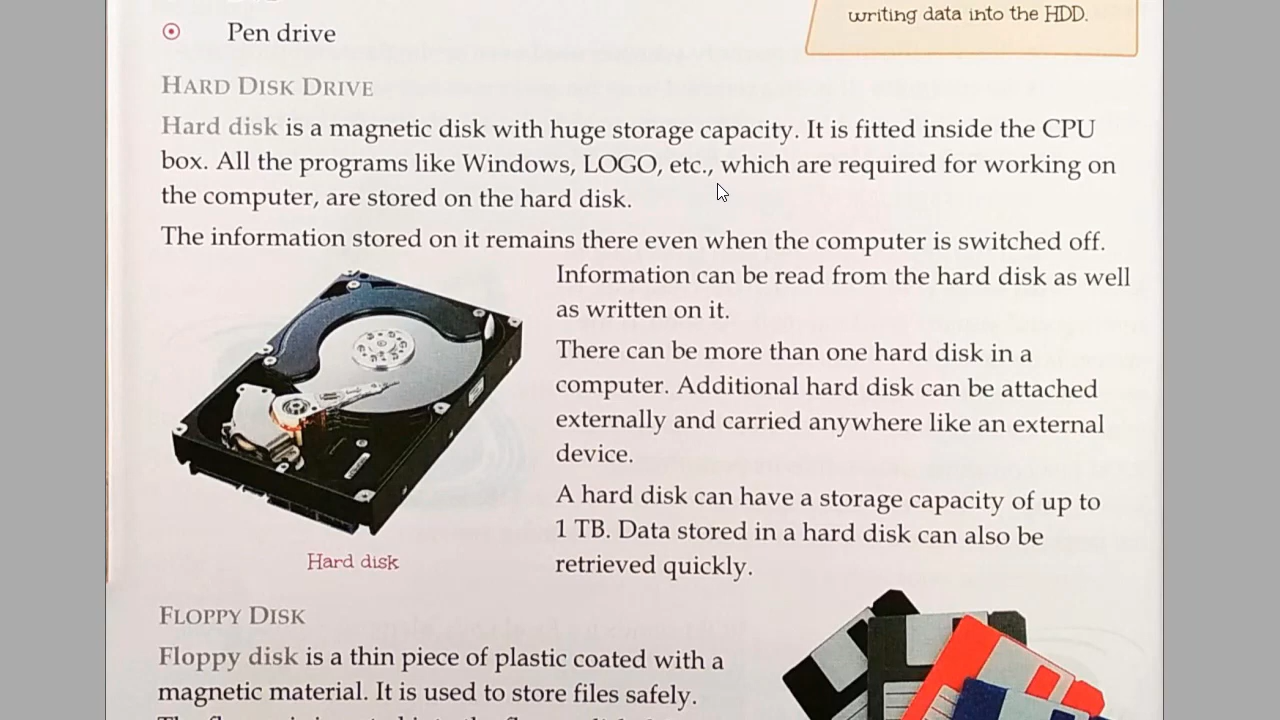 writing data into the HDD.
Pen drive
HARD DISK DRIVE
Hard disk is a magnetic disk with huge storage capacity. It is fitted inside the CPU
box. All the programs like Windows, LOGO, etc., which are required for working on
the computer, are stored on the hard disk.
The information stored on it remains there even when the computer is switched off.
Information can be read from the hard disk as well
as written on it.
There can be more than one hard disk in a
computer. Additional hard disk can be attached
externally and carried anywhere like an external
device.
A hard disk can have a storage capacity of up to
1 TB. Data stored in a hard disk can also be
retrieved quickly.
Hard disk
FLOPPY DISK
Floppy disk is a thin piece of plastic coated with a
magnetic material. It is used to store files safely.